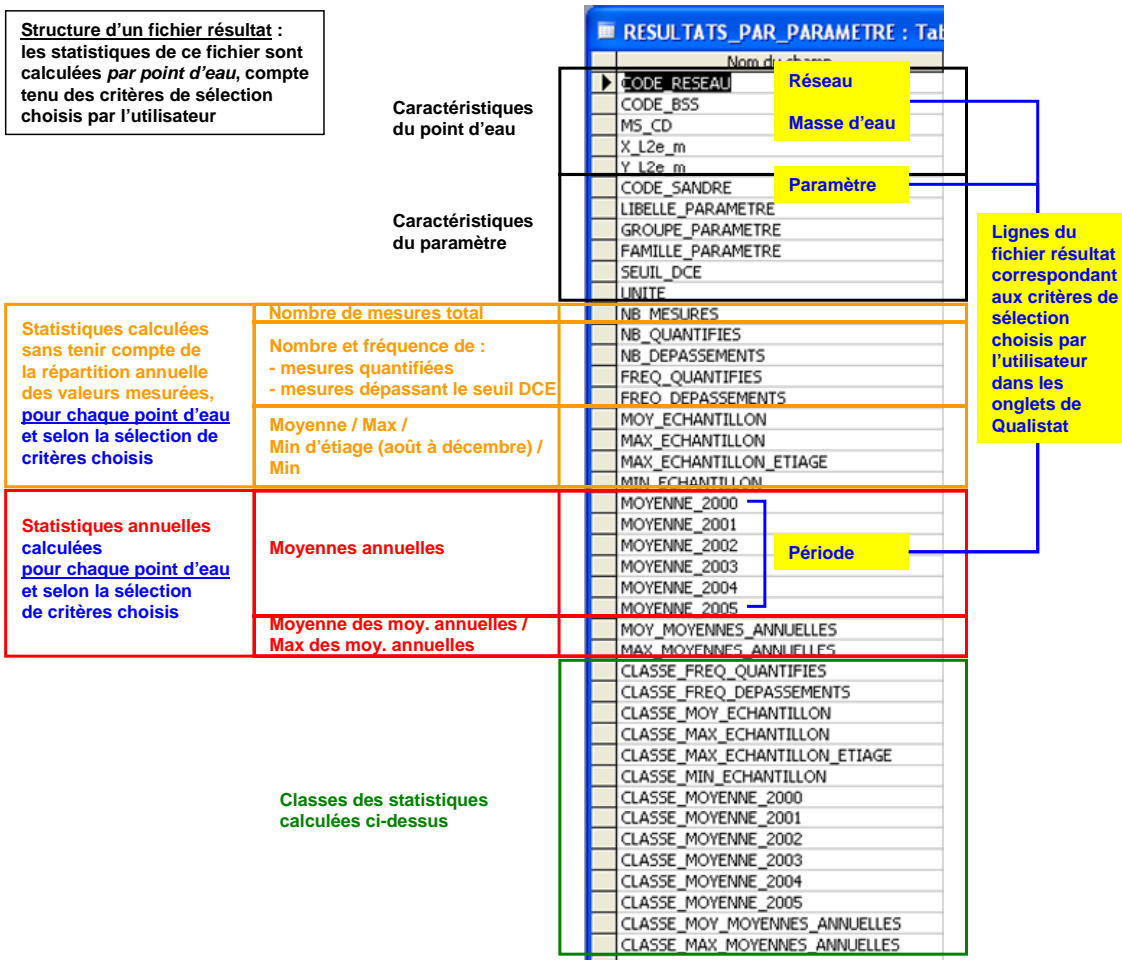 Structure d'un fichier résultat :
les statistiques de ce fichier sont
calculées par point d'eau, compte
tenu des critères de sélection
choisis par l'utilisateur
RESULTATS_PAR_PARAMETRE : Tab
Nom du champ
Caractéristiques
du point d'eau
CODE_RESEAU
CODE_BSS
MS_CD
X_L2e_m
Y_L2e_m
Réseau
Masse d'eau
Caractéristiques
du paramètre
CODE_SANDRE
LIBELLE_PARAMETRE
GROUPE_PARAMETRE
FAMILLE_PARAMETRE
SEUIL_DCE
UNITE
Paramètre
Lignes du
fichier résultat
correspondant
aux critères de
sélection
choisis par
l'utilisateur
dans les
onglets de
Qualistat
Statistiques calculées
sans tenir compte de
la répartition annuelle
des valeurs mesurées,
pour chaque point d'eau
et selon la sélection de
critères choisis
Nombre de mesures total
Nombre et fréquence de :
- mesures quantifiées
- mesures dépassant le seuil DCE
Moyenne / Max /
Min d'étiage (août à décembre) /
Min
NB_MESURES
NB_QUANTIFIES
NB_DEPASSEMENTS
FREQ_QUANTIFIES
FREQ_DEPASSEMENTS
MOY_ECHANTILLON
MAX_ECHANTILLON
MAX_ECHANTILLON_ETIAGE
MIN_ECHANTILLON
Statistiques annuelles
calculées
pour chaque point d'eau
et selon la sélection
de critères choisis
Moyennes annuelles
Moyenne des moy. annuelles /
Max des moy. annuelles
MOYENNE_2000
MOYENNE_2001
MOYENNE_2002
MOYENNE_2003
MOYENNE_2004
MOYENNE_2005
Période
MOY_MOYENNES_ANNUELLES
MAX_MOYENNES_ANNUELLES
Classes des statistiques
calculées ci-dessus
CLASSE_FREQ_QUANTIFIES
CLASSE_FREQ_DEPASSEMENTS
CLASSE_MOY_ECHANTILLON
CLASSE_MAX_ECHANTILLON
CLASSE_MAX_ECHANTILLON_ETIAGE
CLASSE_MIN_ECHANTILLON
CLASSE_MOYENNE_2000
CLASSE_MOYENNE_2001
CLASSE_MOYENNE_2002
CLASSE_MOYENNE_2003
CLASSE_MOYENNE_2004
CLASSE_MOYENNE_2005
CLASSE_MOY_MOYENNES_ANNUELLES
CLASSE_MAX_MOYENNES_ANNUELLES